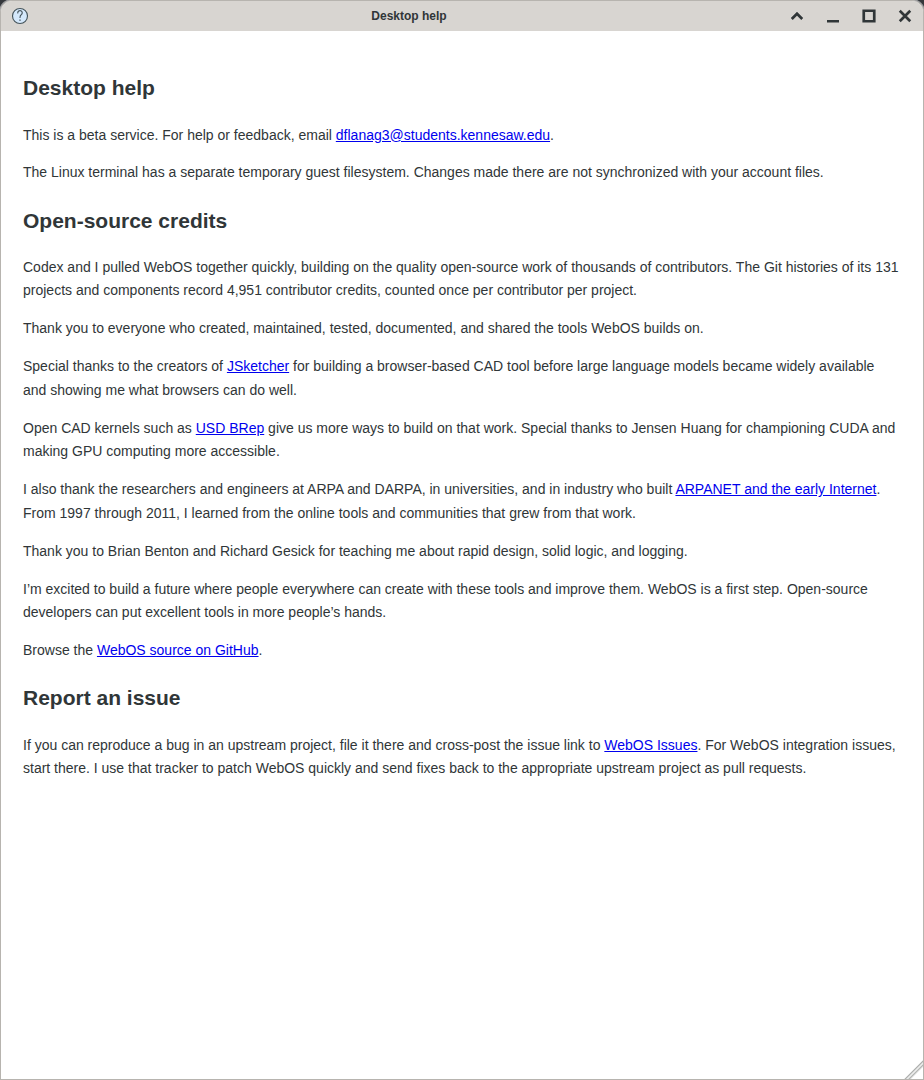 Desktop help
Desktop help
This is a beta service. For help or feedback, email dflanag3@students.kennesaw.edu.
The Linux terminal has a separate temporary guest filesystem. Changes made there are not synchronized with your account files.
Open-source credits
Codex and I pulled WebOS together quickly, building on the quality open-source work of thousands of contributors. The Git histories of its 131
projects and components record 4,951 contributor credits, counted once per contributor per project.
Thank you to everyone who created, maintained, tested, documented, and shared the tools WebOS builds on.
Special thanks to the creators of JSketcher for building a browser-based CAD tool before large language models became widely available
and showing me what browsers can do well.
Open CAD kernels such as USD BRep give us more ways to build on that work. Special thanks to Jensen Huang for championing CUDA and
making GPU computing more accessible.
I also thank the researchers and engineers at ARPA and DARPA, in universities, and in industry who built ARPANET and the early Internet.
From 1997 through 2011, I learned from the online tools and communities that grew from that work.
Thank you to Brian Benton and Richard Gesick for teaching me about rapid design, solid logic, and logging.
I’m excited to build a future where people everywhere can create with these tools and improve them. WebOS is a first step. Open-source
developers can put excellent tools in more people’s hands.
Browse the WebOS source on GitHub.
Report an issue
If you can reproduce a bug in an upstream project, file it there and cross-post the issue link to WebOS Issues. For WebOS integration issues,
start there. I use that tracker to patch WebOS quickly and send fixes back to the appropriate upstream project as pull requests.